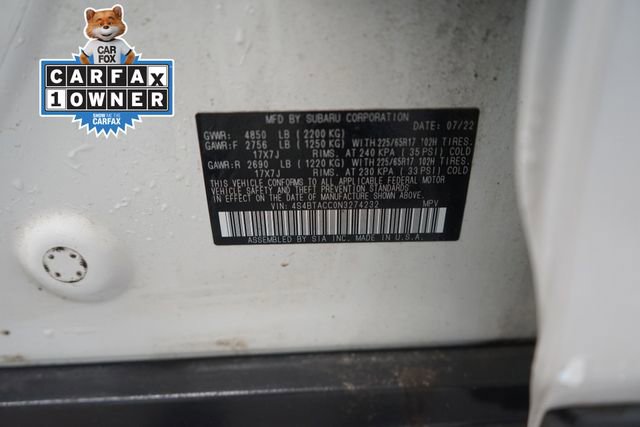 CAR
FOX
CARFAX
1 OWNER
SHOW ME THE
CARFAX
MFD BY SUBARU CORPORATION DATE: 07/22
GVWR: 4850 LB (2200 KG)
GAWR:F 2756 LB (1250 KG) WITH 225/65R17 102H TIRES,
17X7J RIMS, AT 240 KPA (35 PSI) COLD
GAWR:R 2690 LB (1220 KG) WITH 225/65R17 102H TIRES,
17X7J RIMS, AT 230 KPA (33 PSI) COLD
THIS VEHICLE CONFORMS TO ALL APPLICABLE FEDERAL MOTOR
VEHICLE SAFETY AND THEFT PREVENTION STANDARDS
IN EFFECT ON THE DATE OF MANUFACTURE SHOWN ABOVE.
VIN: 4S4BTACC0N3274232 MPV
ASSEMBLED BY SIA INC. MADE IN U.S.A.